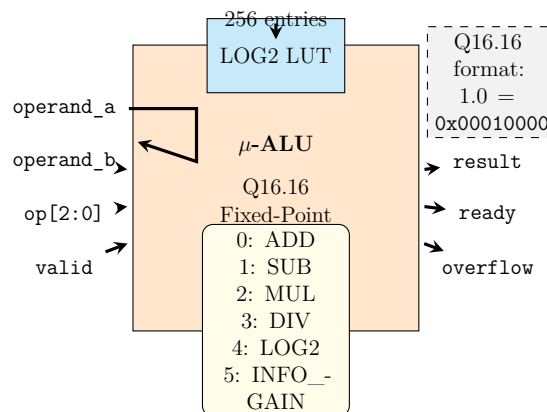 256 entries
LOG2 LUT
Q16.16
format:
1.0 =
0x00010000
operand_a
operand_b
op[2:0]
valid
μ-ALU
Q16.16
Fixed-Point
0: ADD
1: SUB
2: MUL
3: DIV
4: LOG2
5: INFO_-
GAIN
result
ready
overflow